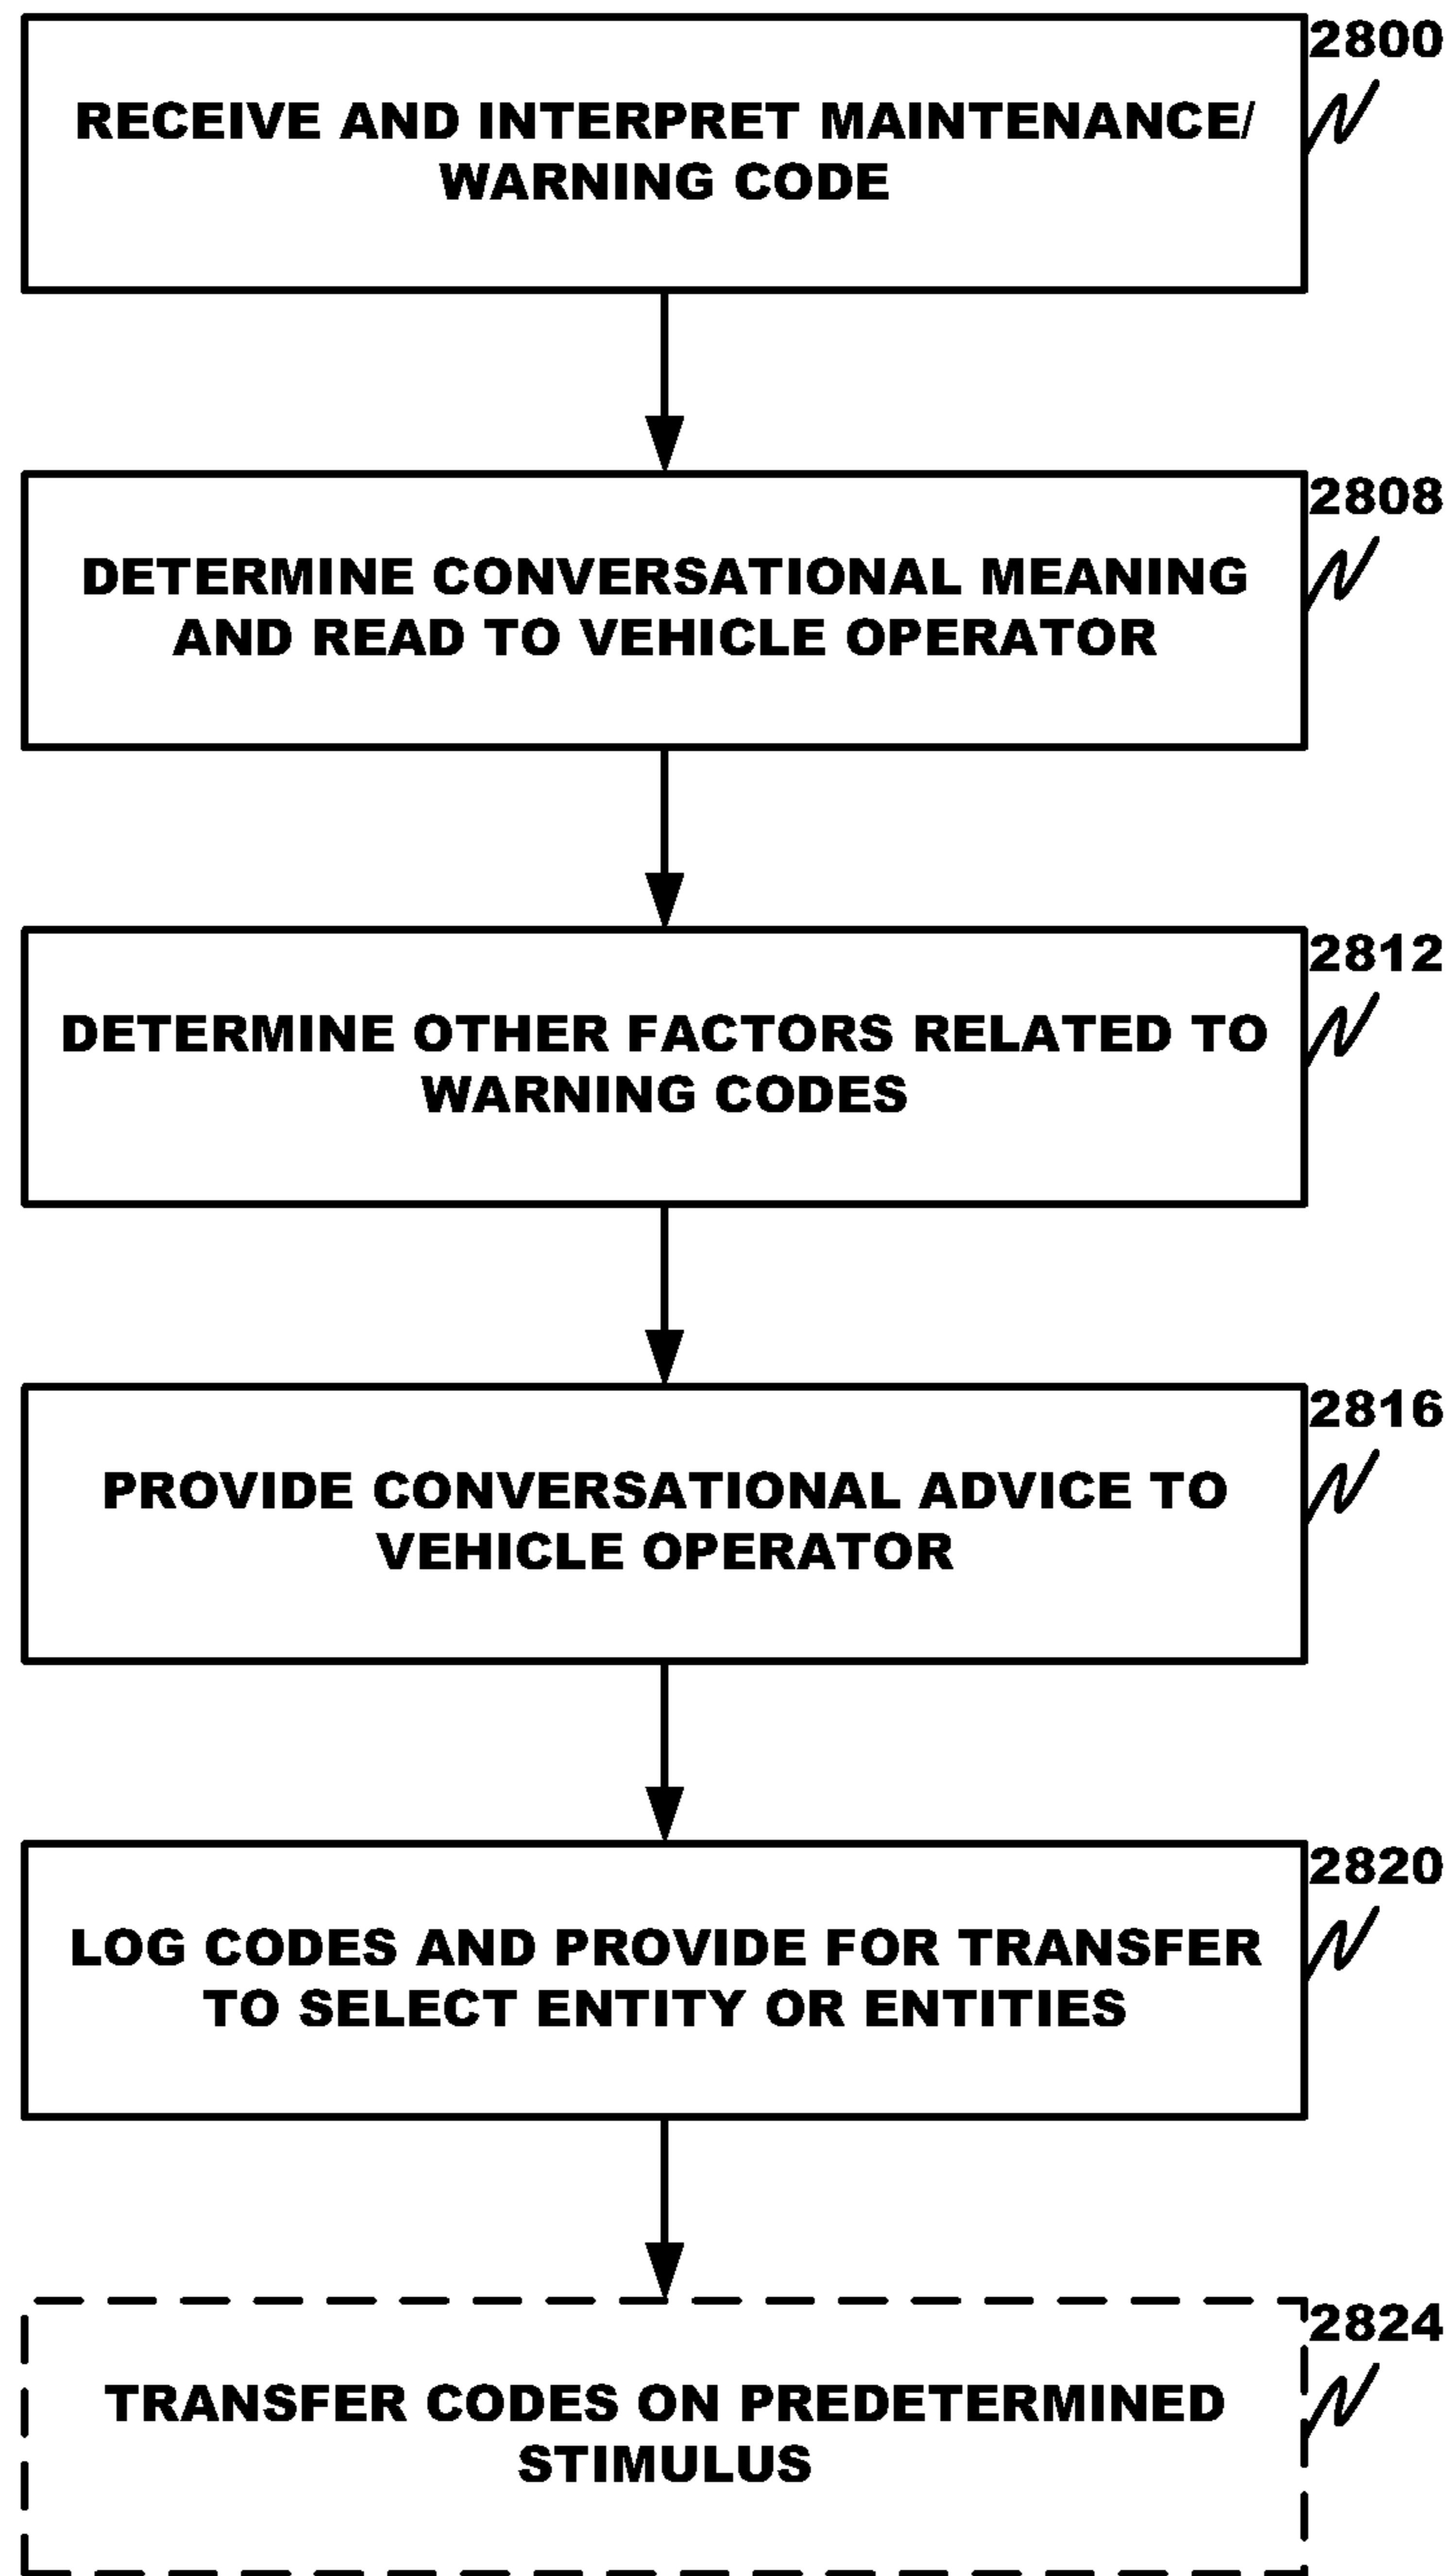 2800
RECEIVE AND INTERPRET MAINTENANCE/
WARNING CODE
2808
DETERMINE CONVERSATIONAL MEANING
AND READ TO VEHICLE OPERATOR
2812
DETERMINE OTHER FACTORS RELATED TO
WARNING CODES
2816
PROVIDE CONVERSATIONAL ADVICE TO
VEHICLE OPERATOR
2820
LOG CODES AND PROVIDE FOR TRANSFER
TO SELECT ENTITY OR ENTITIES
2824
TRANSFER CODES ON PREDETERMINED
STIMULUS